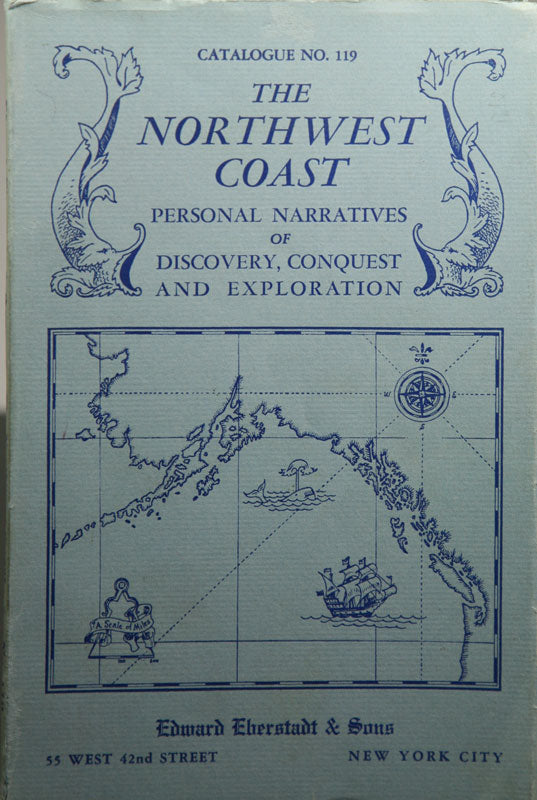 CATALOGUE NO. 119
THE
NORTHWEST
COAST
PERSONAL NARRATIVES
OF
DISCOVERY, CONQUEST
AND EXPLORATION
W E
S
A Scale of Miles
Edward Eberstadt & Sons
55 WEST 42nd STREET NEW YORK CITY